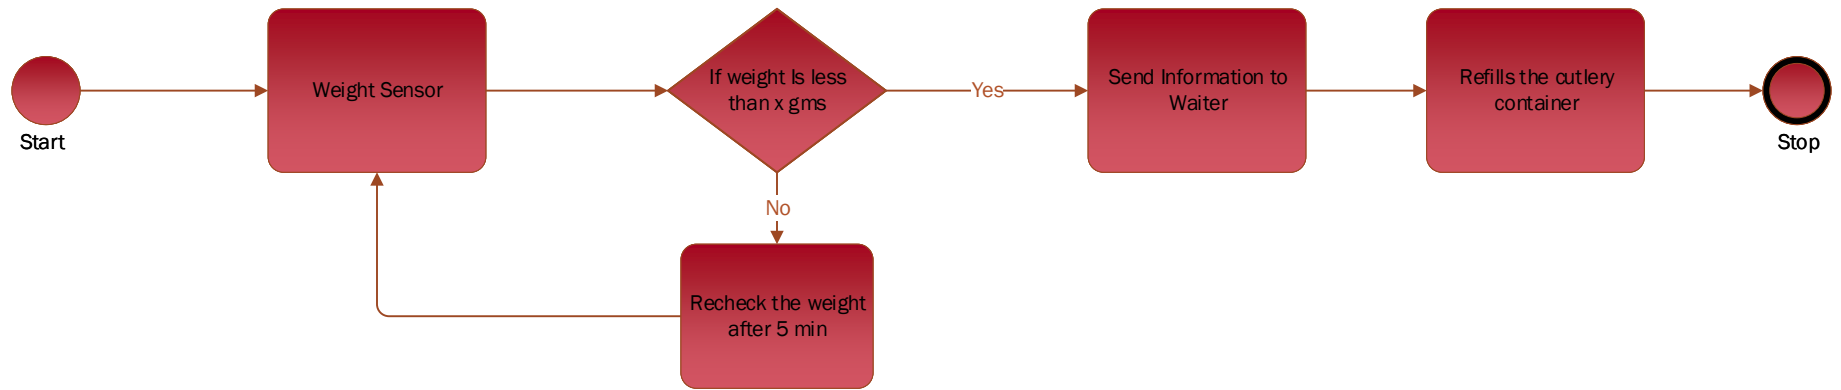 Start
Weight Sensor
If weight Is less
than x gms
Yes
Send Information to
Waiter
Refills the cutlery
container
Stop
No
Recheck the weight
after 5 min